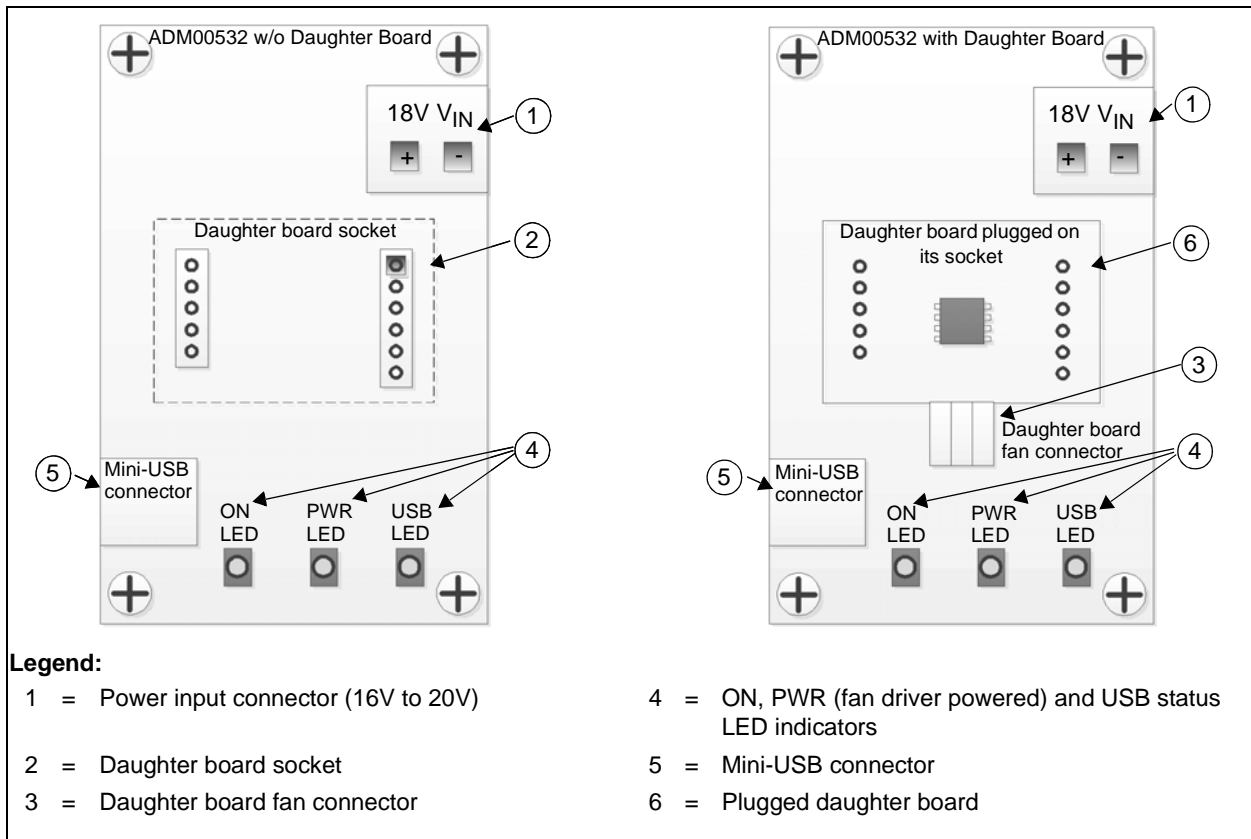 ADM00532 w/o Daughter Board
18V VIN
+ -
1
Daughter board socket
2
Mini-USB
connector
5
4
ON
LED
PWR
LED
USB
LED
ADM00532 with Daughter Board
18V VIN
+ -
1
Daughter board plugged on
its socket
6
3
Daughter board
fan connector
4
5
Mini-USB
connector
ON
LED
PWR
LED
USB
LED
Legend:
1 = Power input connector (16V to 20V)
2 = Daughter board socket
3 = Daughter board fan connector
4 = ON, PWR (fan driver powered) and USB status
LED indicators
5 = Mini-USB connector
6 = Plugged daughter board